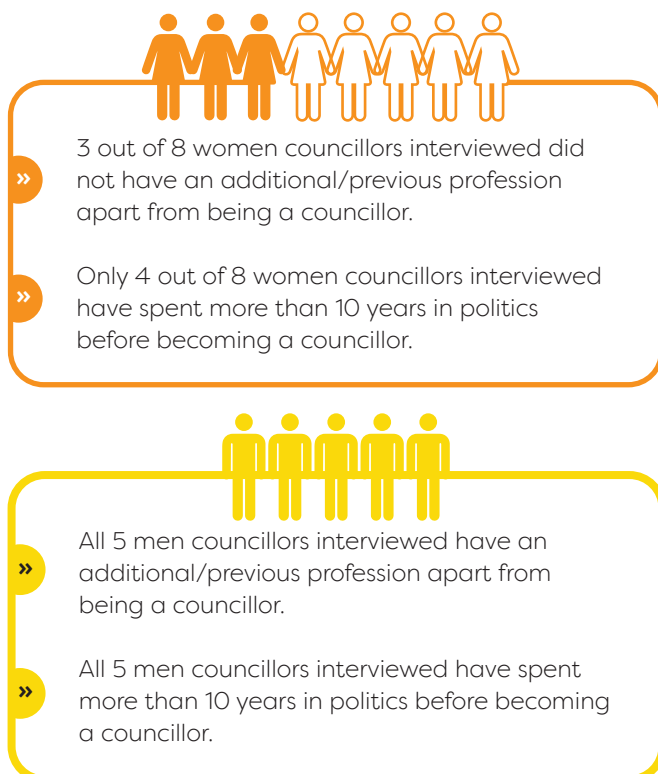 3 out of 8 women councillors interviewed did
not have an additional/previous profession
apart from being a councillor.
Only 4 out of 8 women councillors interviewed
have spent more than 10 years in politics
before becoming a councillor.
All 5 men councillors interviewed have an
additional/previous profession apart from
being a councillor.
All 5 men councillors interviewed have spent
more than 10 years in politics before becoming
a councillor.